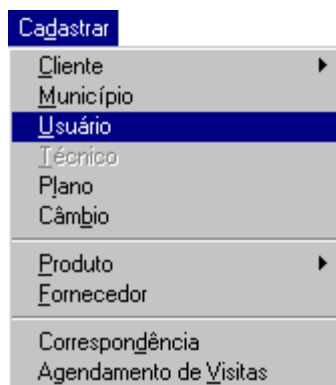 Cadastrar
Cliente
Município
Usuário
Técnico
Plano
Câmbio
Produto
Fornecedor
Correspondência
Agendamento de Visitas